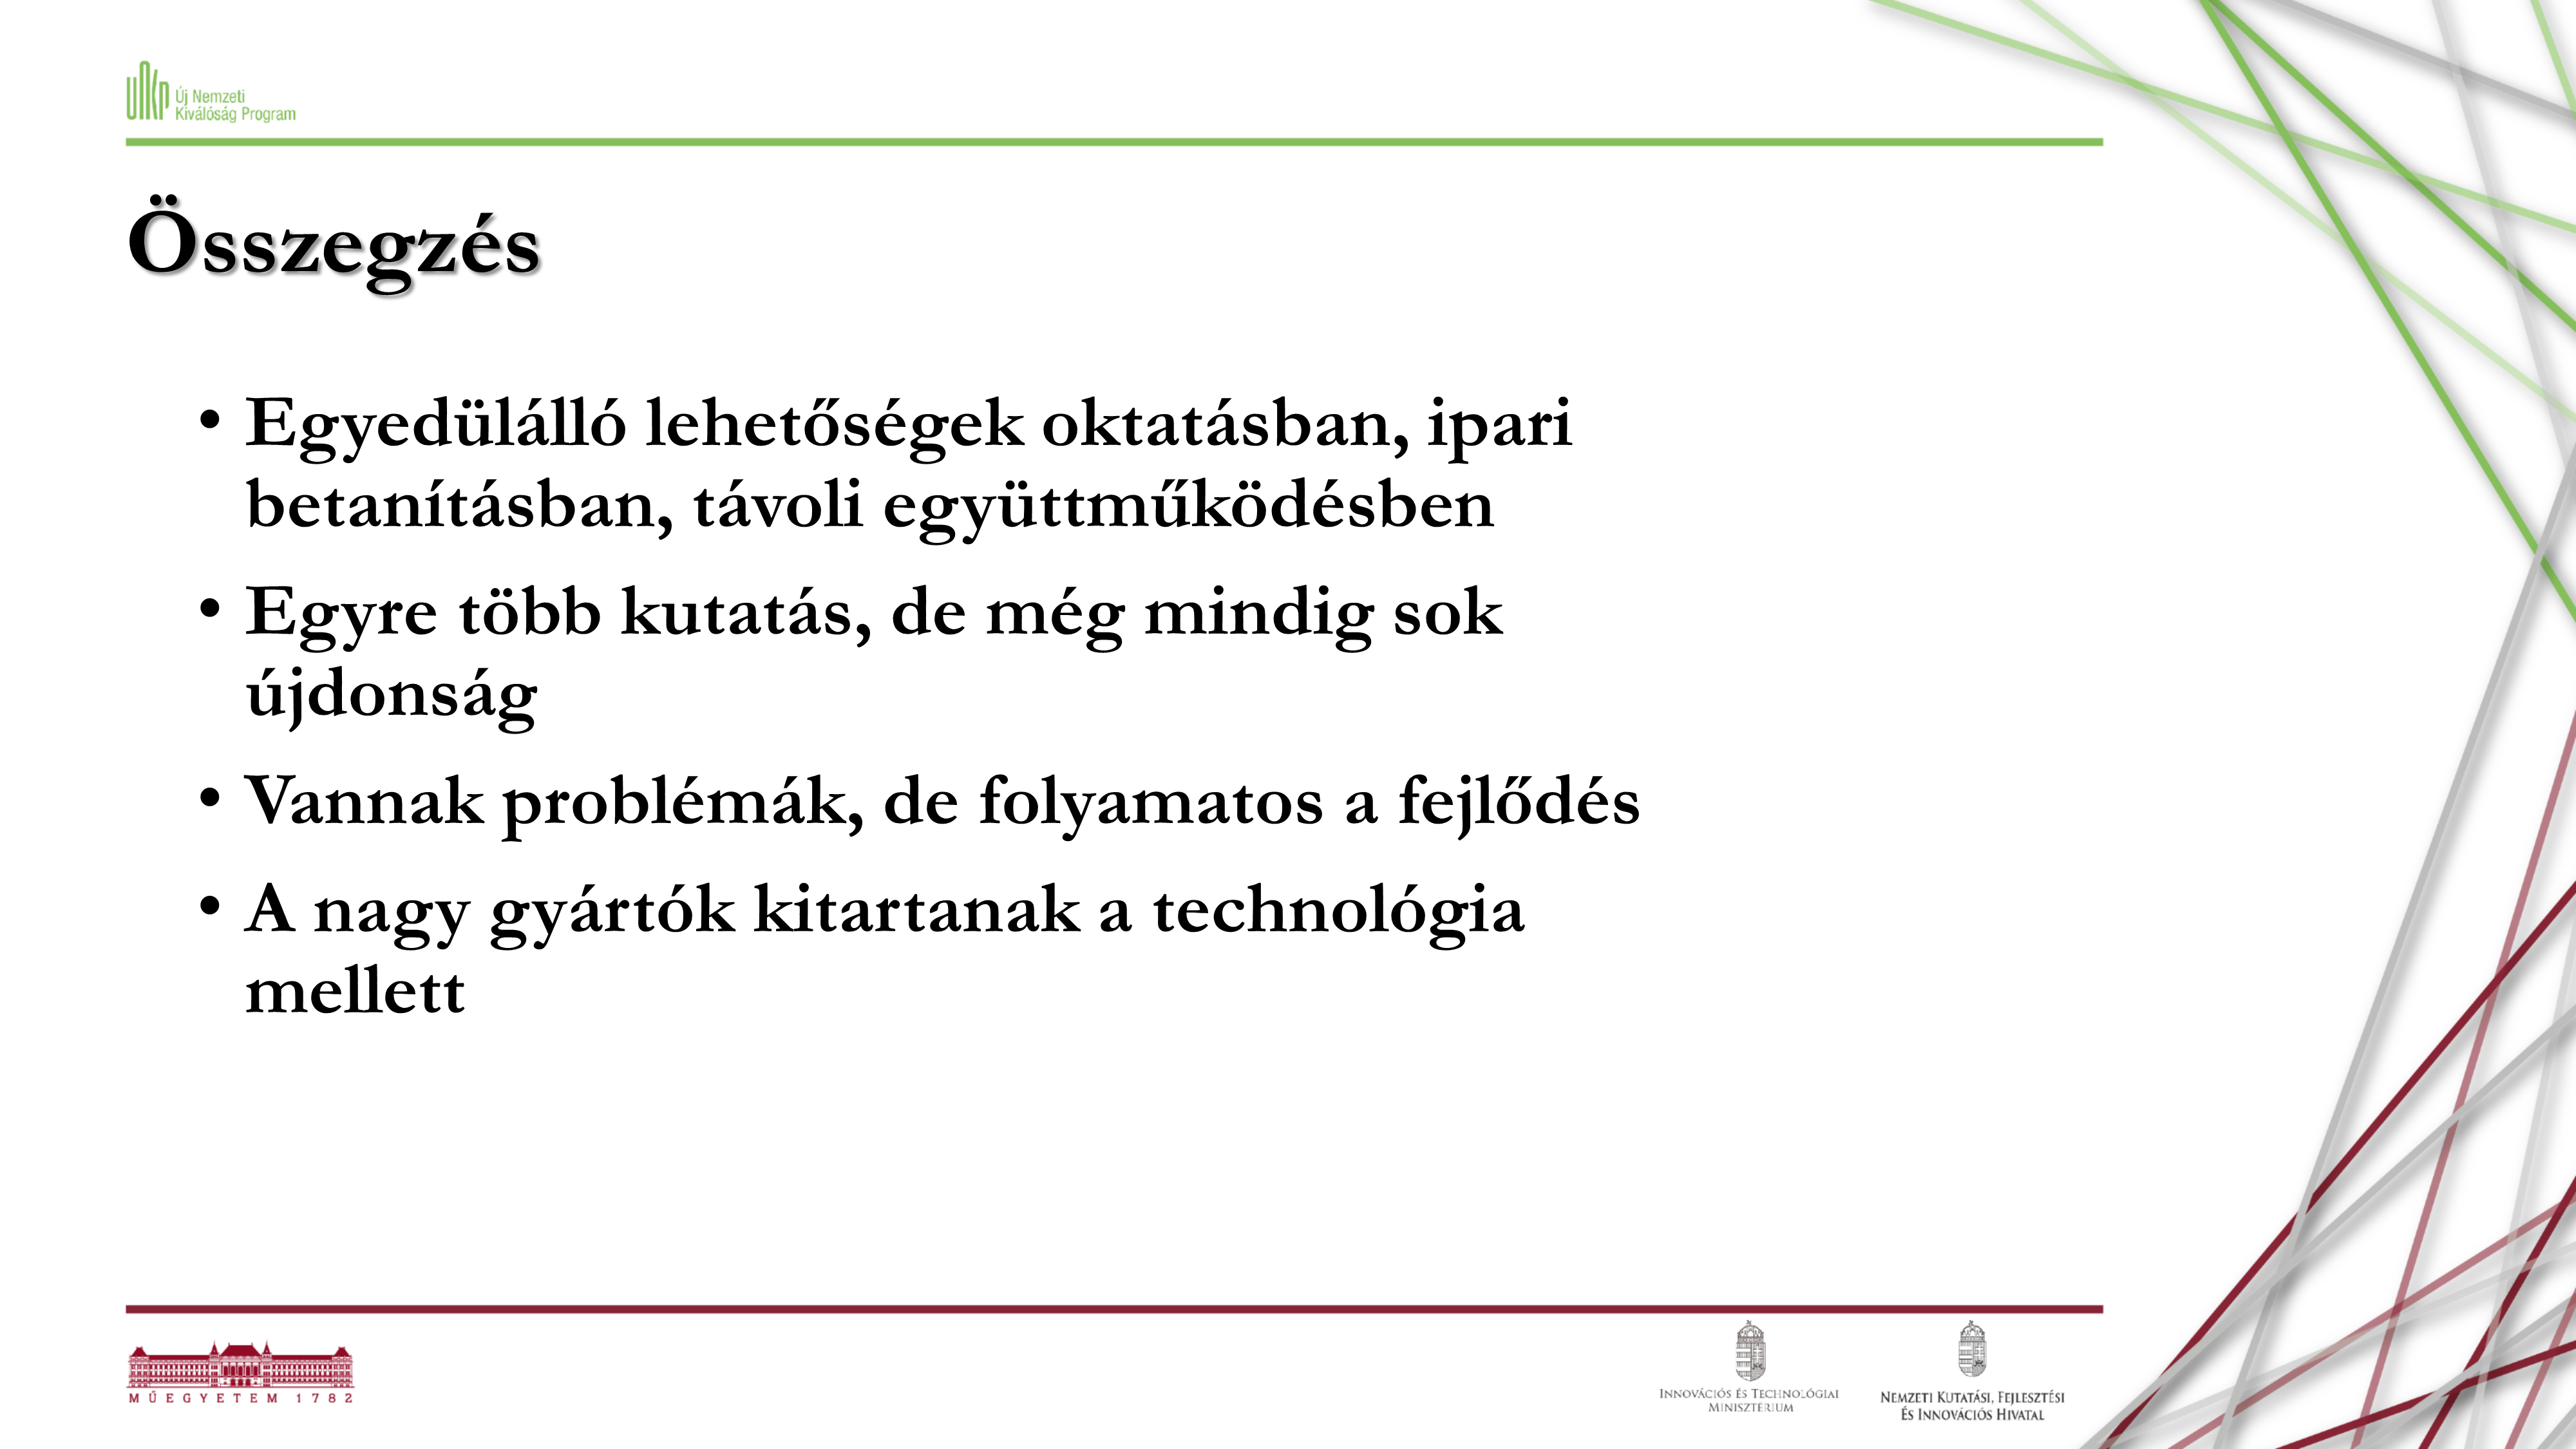 ÚNKP Új Nemzeti
Kiválóság Program
Összegzés
• Egyedülálló lehetőségek oktatásban, ipari
betanításban, távoli együttműködésben
• Egyre több kutatás, de még mindig sok
újdonság
• Vannak problémák, de folyamatos a fejlődés
• A nagy gyártók kitartanak a technológia
mellett
MŰEGYETEM 1782
INNOVÁCIÓS ÉS TECHNOLÓGIAI
MINISZTÉRIUM
NEMZETI KUTATÁSI, FEJLESZTÉSI
ÉS INNOVÁCIÓS HIVATAL